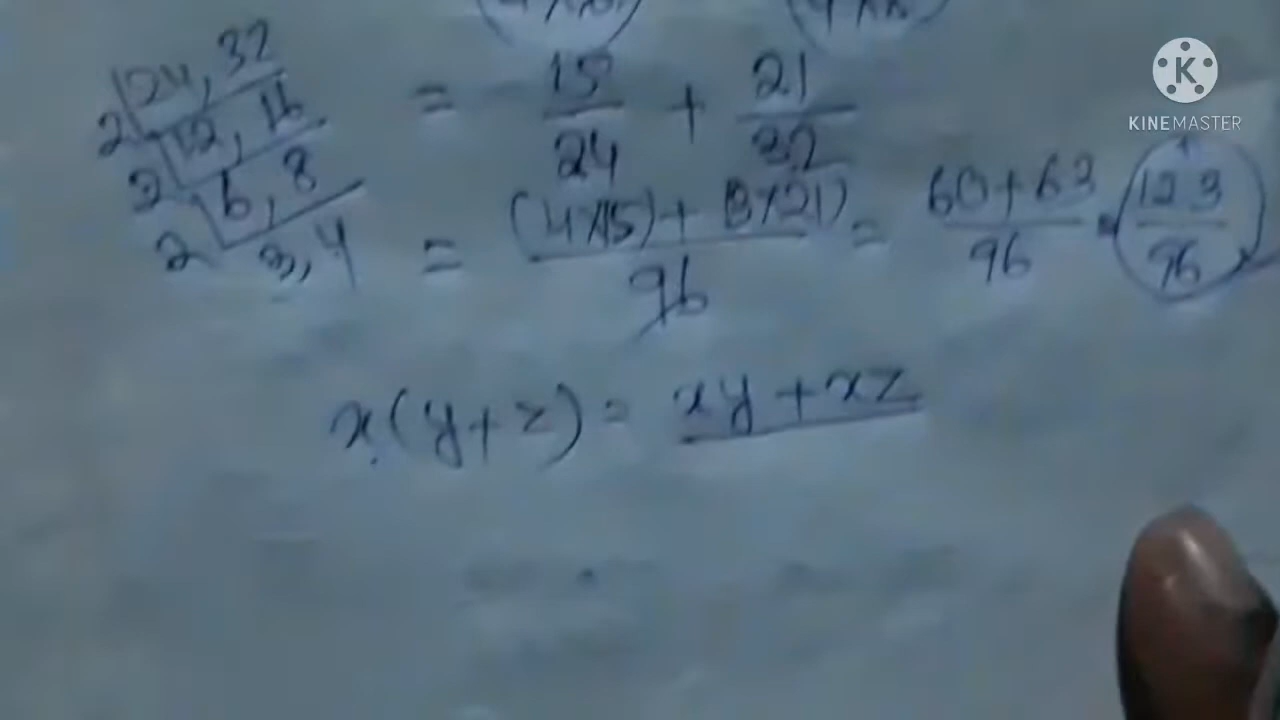 2 | 24, 32
2 | 12, 16
2 | 6, 8
3, 4
= 15/24 + 21/32
= (4×15) + (3×21) / 96 = 60+63 / 96 = 123/96
x(y+z) = xy + xz
KINEMASTER